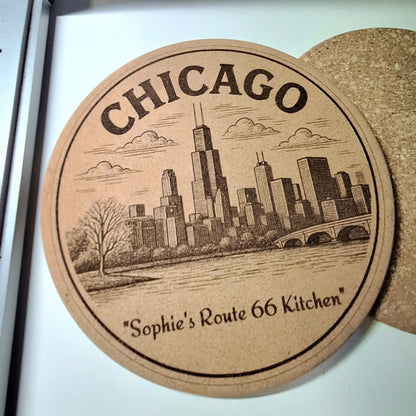 CHICAGO
"Sophie's Route 66 Kitchen"